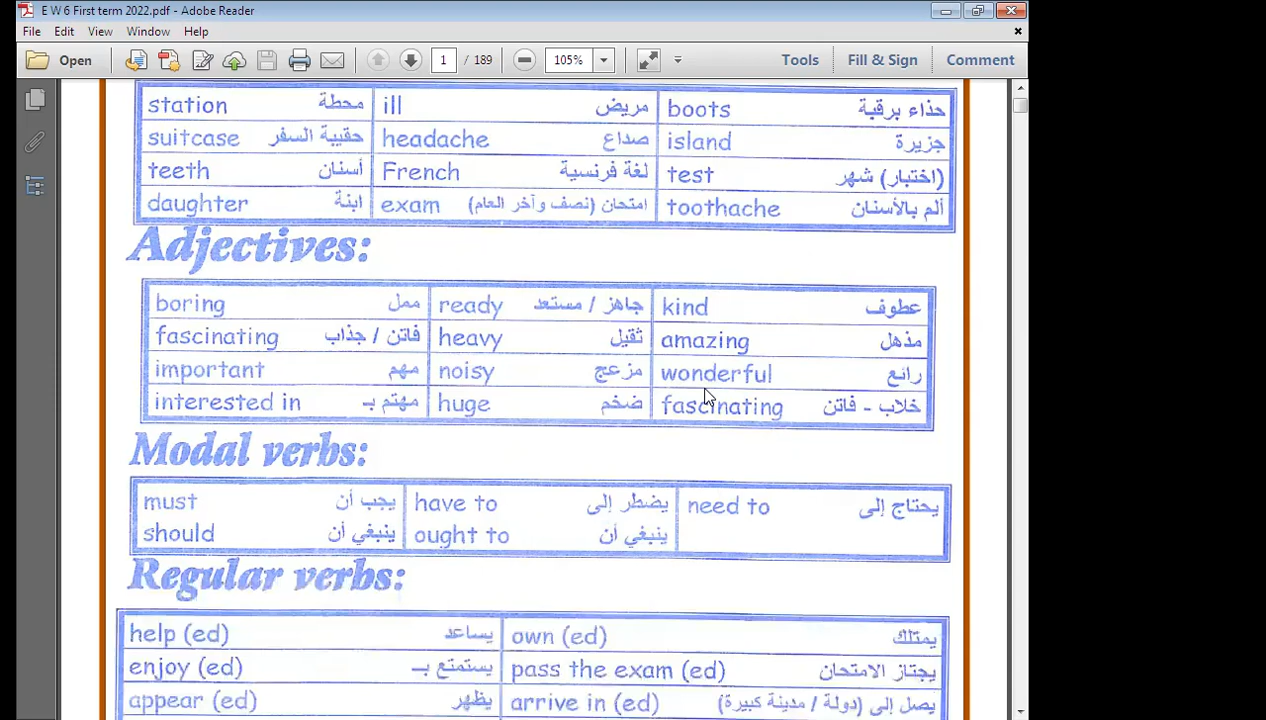 E W 6 First term 2022.pdf - Adobe Reader
File Edit View Window Help
Open 1 / 189 105% Tools Fill & Sign Comment
station محطة ill مريض boots حذاء برقبة
suitcase حقيبة السفر headache صداع island جزيرة
teeth أسنان French لغة فرنسية test (اختبار) شهر
daughter ابنة exam امتحان (نصف وآخر العام) toothache ألم بالأسنان
Adjectives:
boring ممل ready جاهز / مستعد kind عطوف
fascinating فاتن / جذاب heavy ثقيل amazing مذهل
important مهم noisy مزعج wonderful رائع
interested in مهتم بـ huge ضخم fascinating خلاب - فاتن
Modal verbs:
must يجب أن have to يضطر إلى need to يحتاج إلى
should ينبغي أن ought to ينبغي أن
Regular verbs:
help (ed) يساعد own (ed) يمتلك
enjoy (ed) يستمتع بـ pass the exam (ed) يجتاز الامتحان
appear (ed) يظهر arrive in (ed) يصل إلى (دولة / مدينة كبيرة)